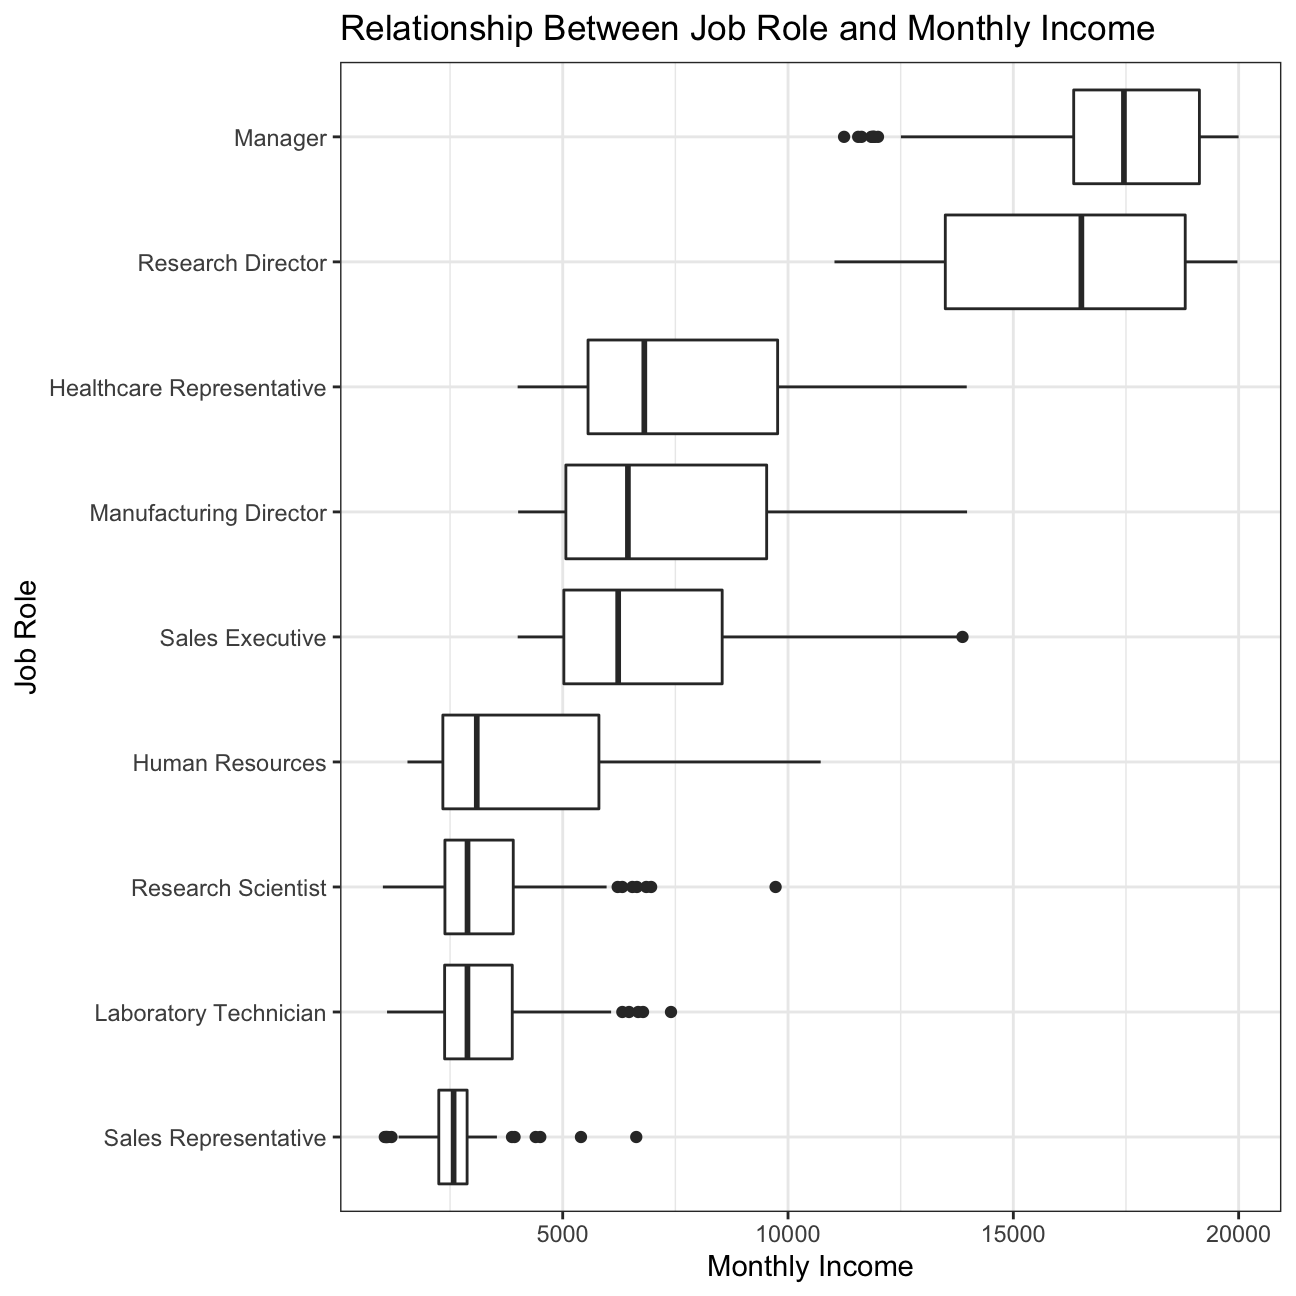 Relationship Between Job Role and Monthly Income
Job Role
Manager
Research Director
Healthcare Representative
Manufacturing Director
Sales Executive
Human Resources
Research Scientist
Laboratory Technician
Sales Representative
5000 10000 15000 20000
Monthly Income